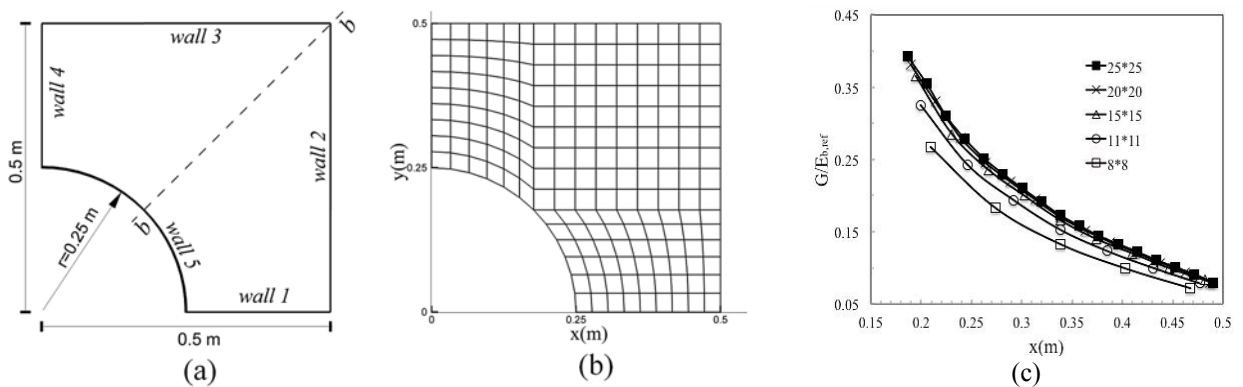 wall 3
b
wall 4
0.5 m
wall 2
b
wall 5
r=0.25 m
wall 1
0.5 m
(a)
0.5
y(m)
0.25
0
0
0.25
0.5
x(m)
(b)
0.45
0.35
0.25
0.15
0.05
G/Eb,ref
25*25
20*20
15*15
11*11
8*8
0.15
0.2
0.25
0.3
0.35
0.4
0.45
0.5
x(m)
(c)